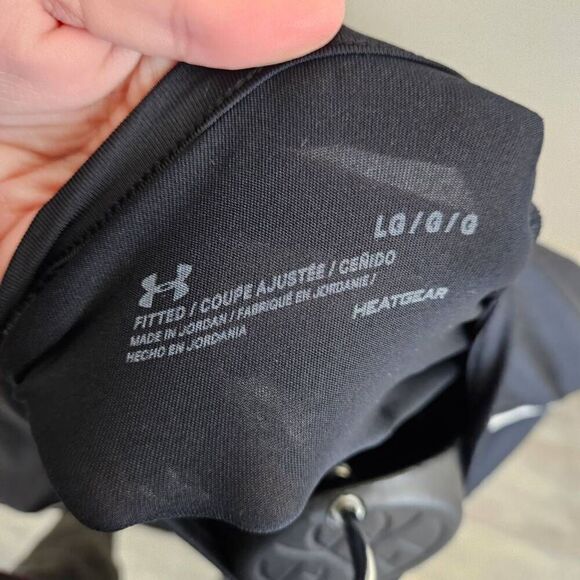 LG / G / G
FITTED / COUPE AJUSTÉE / CEÑIDO
MADE IN JORDAN / FABRIQUÉ EN JORDANIE /
HECHO EN JORDANIA
HEATGEAR